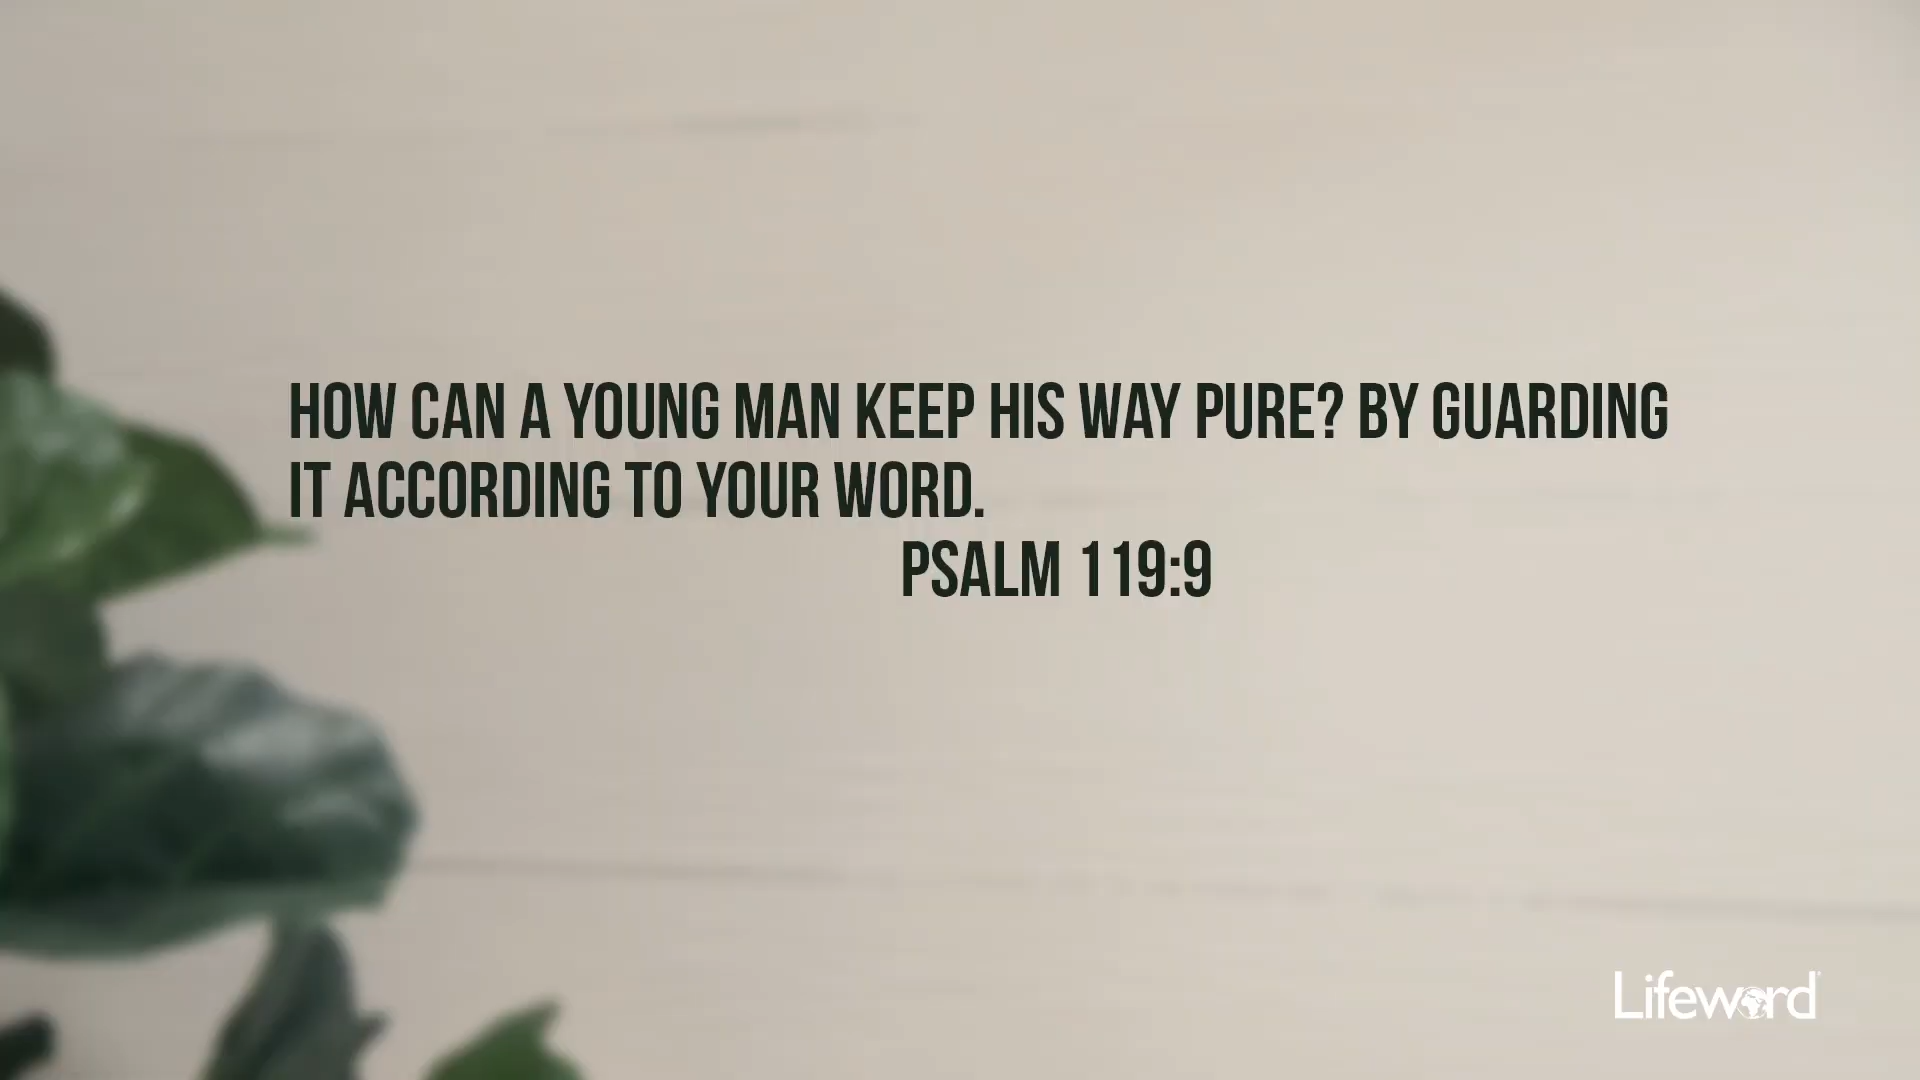 HOW CAN A YOUNG MAN KEEP HIS WAY PURE? BY GUARDING
IT ACCORDING TO YOUR WORD.
PSALM 119:9
Lifeword